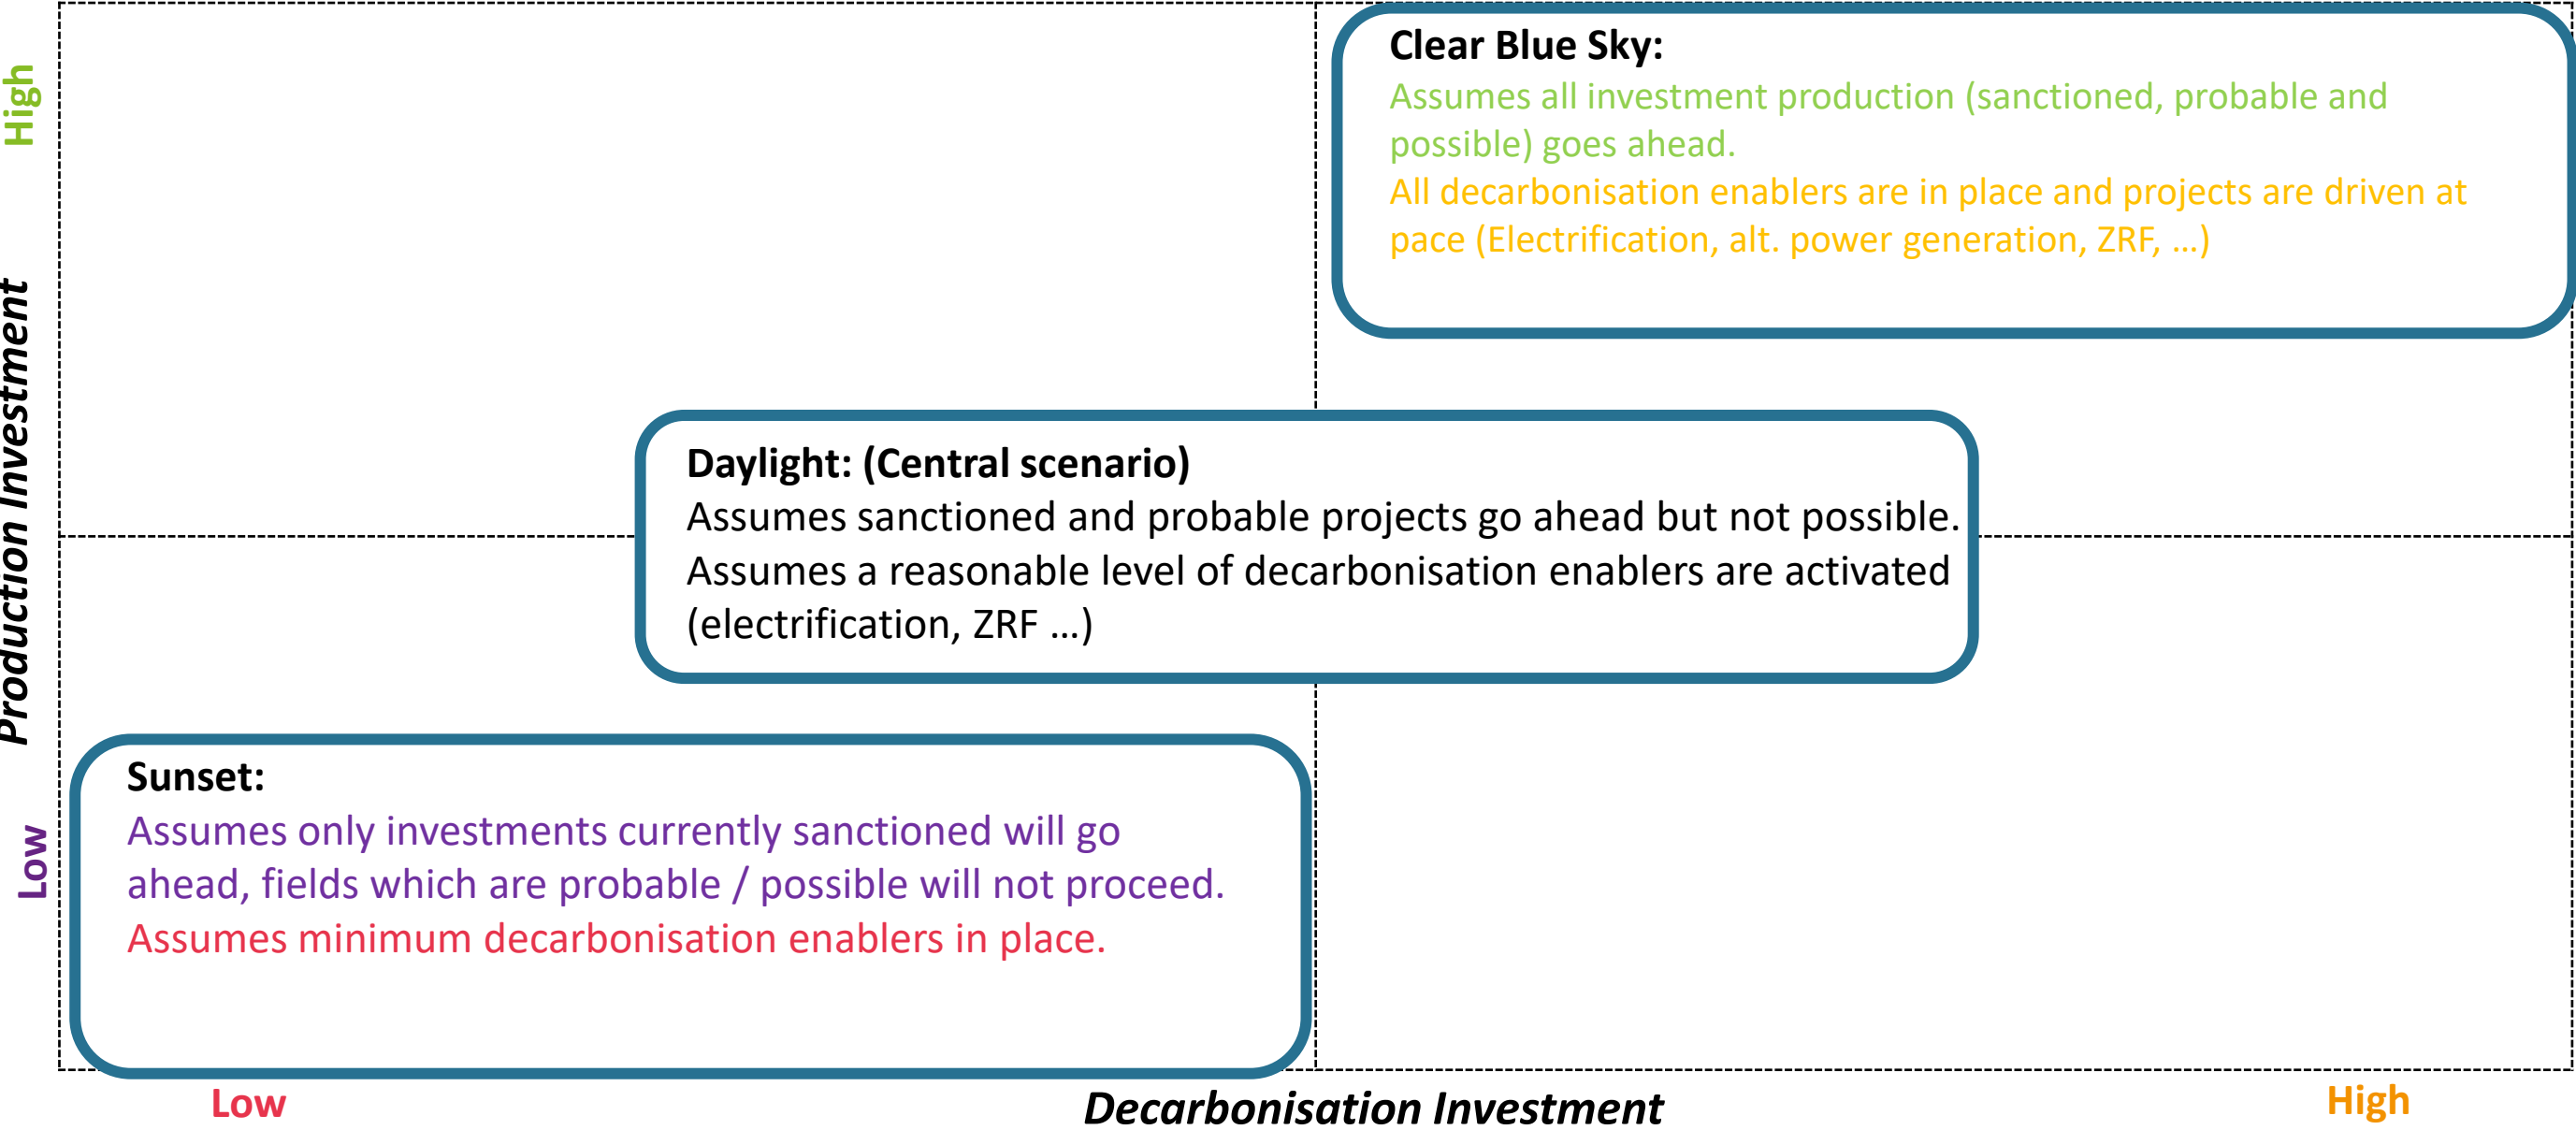 High
Production Investment
Low
Clear Blue Sky:
Assumes all investment production (sanctioned, probable and
possible) goes ahead.
All decarbonisation enablers are in place and projects are driven at
pace (Electrification, alt. power generation, ZRF, …)
Daylight: (Central scenario)
Assumes sanctioned and probable projects go ahead but not possible.
Assumes a reasonable level of decarbonisation enablers are activated
(electrification, ZRF …)
Sunset:
Assumes only investments currently sanctioned will go
ahead, fields which are probable / possible will not proceed.
Assumes minimum decarbonisation enablers in place.
Low
Decarbonisation Investment
High